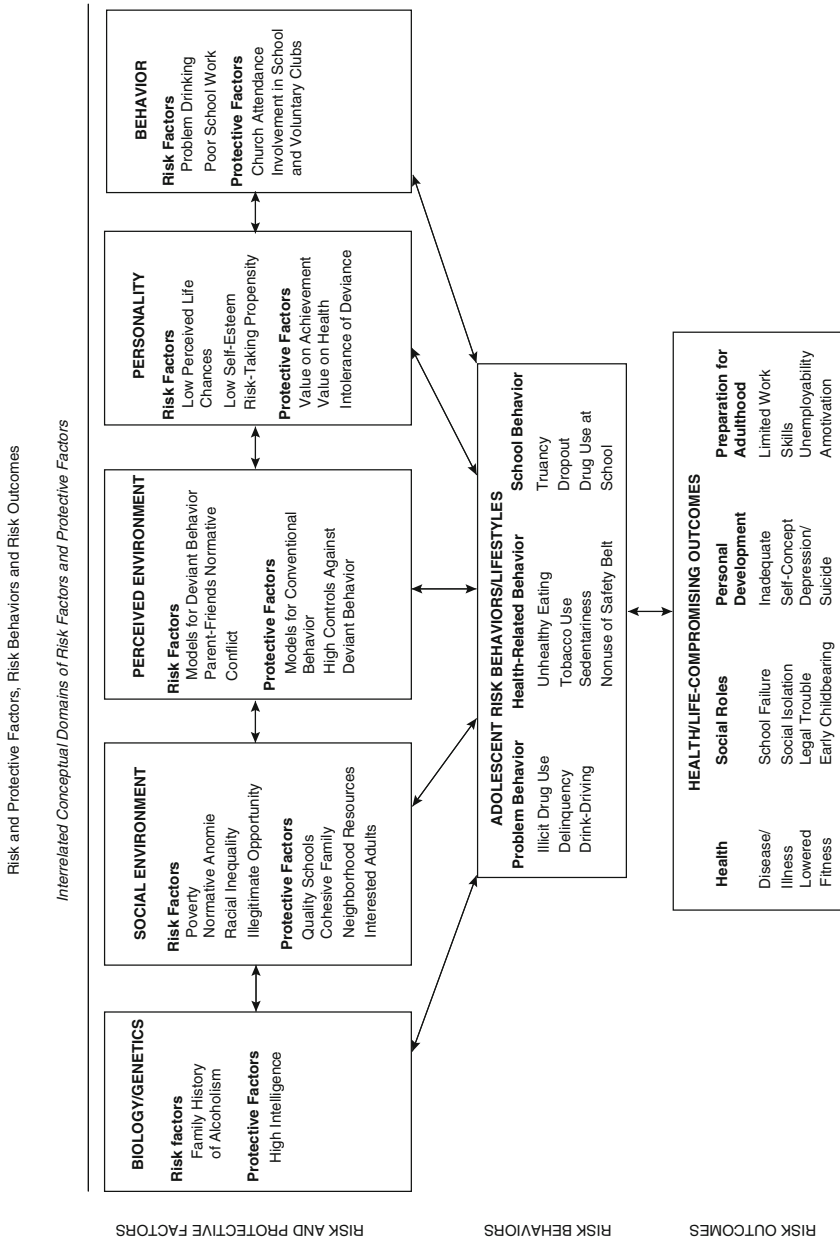 Risk and Protective Factors, Risk Behaviors and Risk Outcomes
Interrelated Conceptual Domains of Risk Factors and Protective Factors
RISK AND PROTECTIVE FACTORS
BIOLOGY/GENETICS
Risk factors
Family History
of Alcoholism
Protective Factors
High Intelligence
SOCIAL ENVIRONMENT
Risk Factors
Poverty
Normative Anomie
Racial Inequality
Illegitimate Opportunity
Protective Factors
Quality Schools
Cohesive Family
Neighborhood Resources
Interested Adults
PERCEIVED ENVIRONMENT
Risk Factors
Models for Deviant Behavior
Parent-Friends Normative
Conflict
Protective Factors
Models for Conventional
Behavior
High Controls Against
Deviant Behavior
PERSONALITY
Risk Factors
Low Perceived Life
Chances
Low Self-Esteem
Risk-Taking Propensity
Protective Factors
Value on Achievement
Value on Health
Intolerance of Deviance
BEHAVIOR
Risk Factors
Problem Drinking
Poor School Work
Protective Factors
Church Attendance
Involvement in School
and Voluntary Clubs
RISK BEHAVIORS
ADOLESCENT RISK BEHAVIORS/LIFESTYLES
Problem Behavior
Illicit Drug Use
Delinquency
Drink-Driving
Health-Related Behavior
Unhealthy Eating
Tobacco Use
Sedentariness
Nonuse of Safety Belt
School Behavior
Truancy
Dropout
Drug Use at
School
RISK OUTCOMES
HEALTH/LIFE-COMPROMISING OUTCOMES
Health
Disease/
Illness
Lowered
Fitness
Social Roles
School Failure
Social Isolation
Legal Trouble
Early Childbearing
Personal
Development
Inadequate
Self-Concept
Depression/
Suicide
Preparation for
Adulthood
Limited Work
Skills
Unemployability
Amotivation